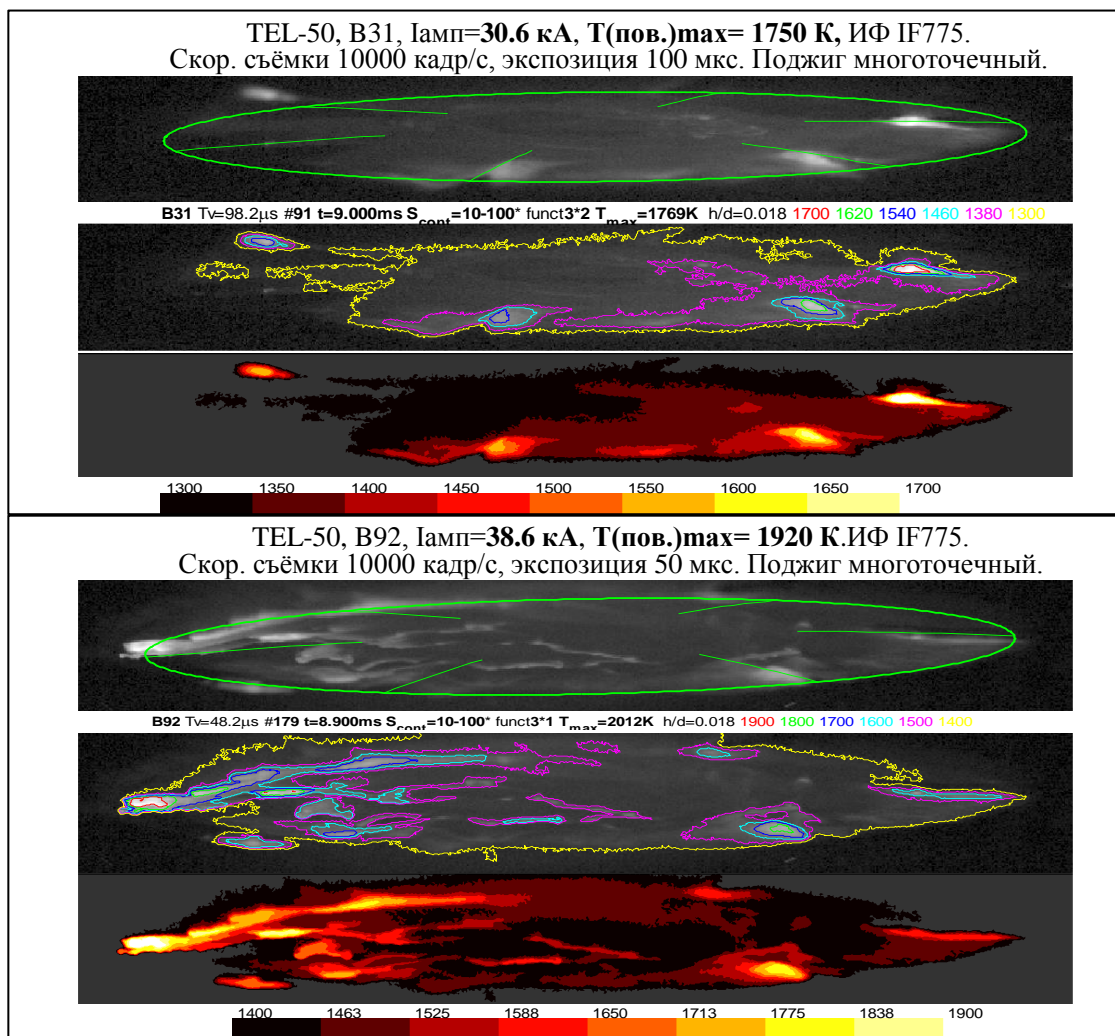 TEL-50, B31, Iамп=30.6 кА, Т(пов.)max= 1750 К, ИФ IF775.
Скор. съёмки 10000 кадр/с, экспозиция 100 мкс. Поджиг многоточечный.
B31 Tv=98.2μs #91 t=9.000ms S_cont=10-100* funct3*2 T_max=1769K h/d=0.018 1700 1620 1540 1460 1380 1300
1300 1350 1400 1450 1500 1550 1600 1650 1700
TEL-50, B92, Iамп=38.6 кА, Т(пов.)max= 1920 К.ИФ IF775.
Скор. съёмки 10000 кадр/с, экспозиция 50 мкс. Поджиг многоточечный.
B92 Tv=48.2μs #179 t=8.900ms S_cont=10-100* funct3*1 T_max=2012K h/d=0.018 1900 1800 1700 1600 1500 1400
1400 1463 1525 1588 1650 1713 1775 1838 1900